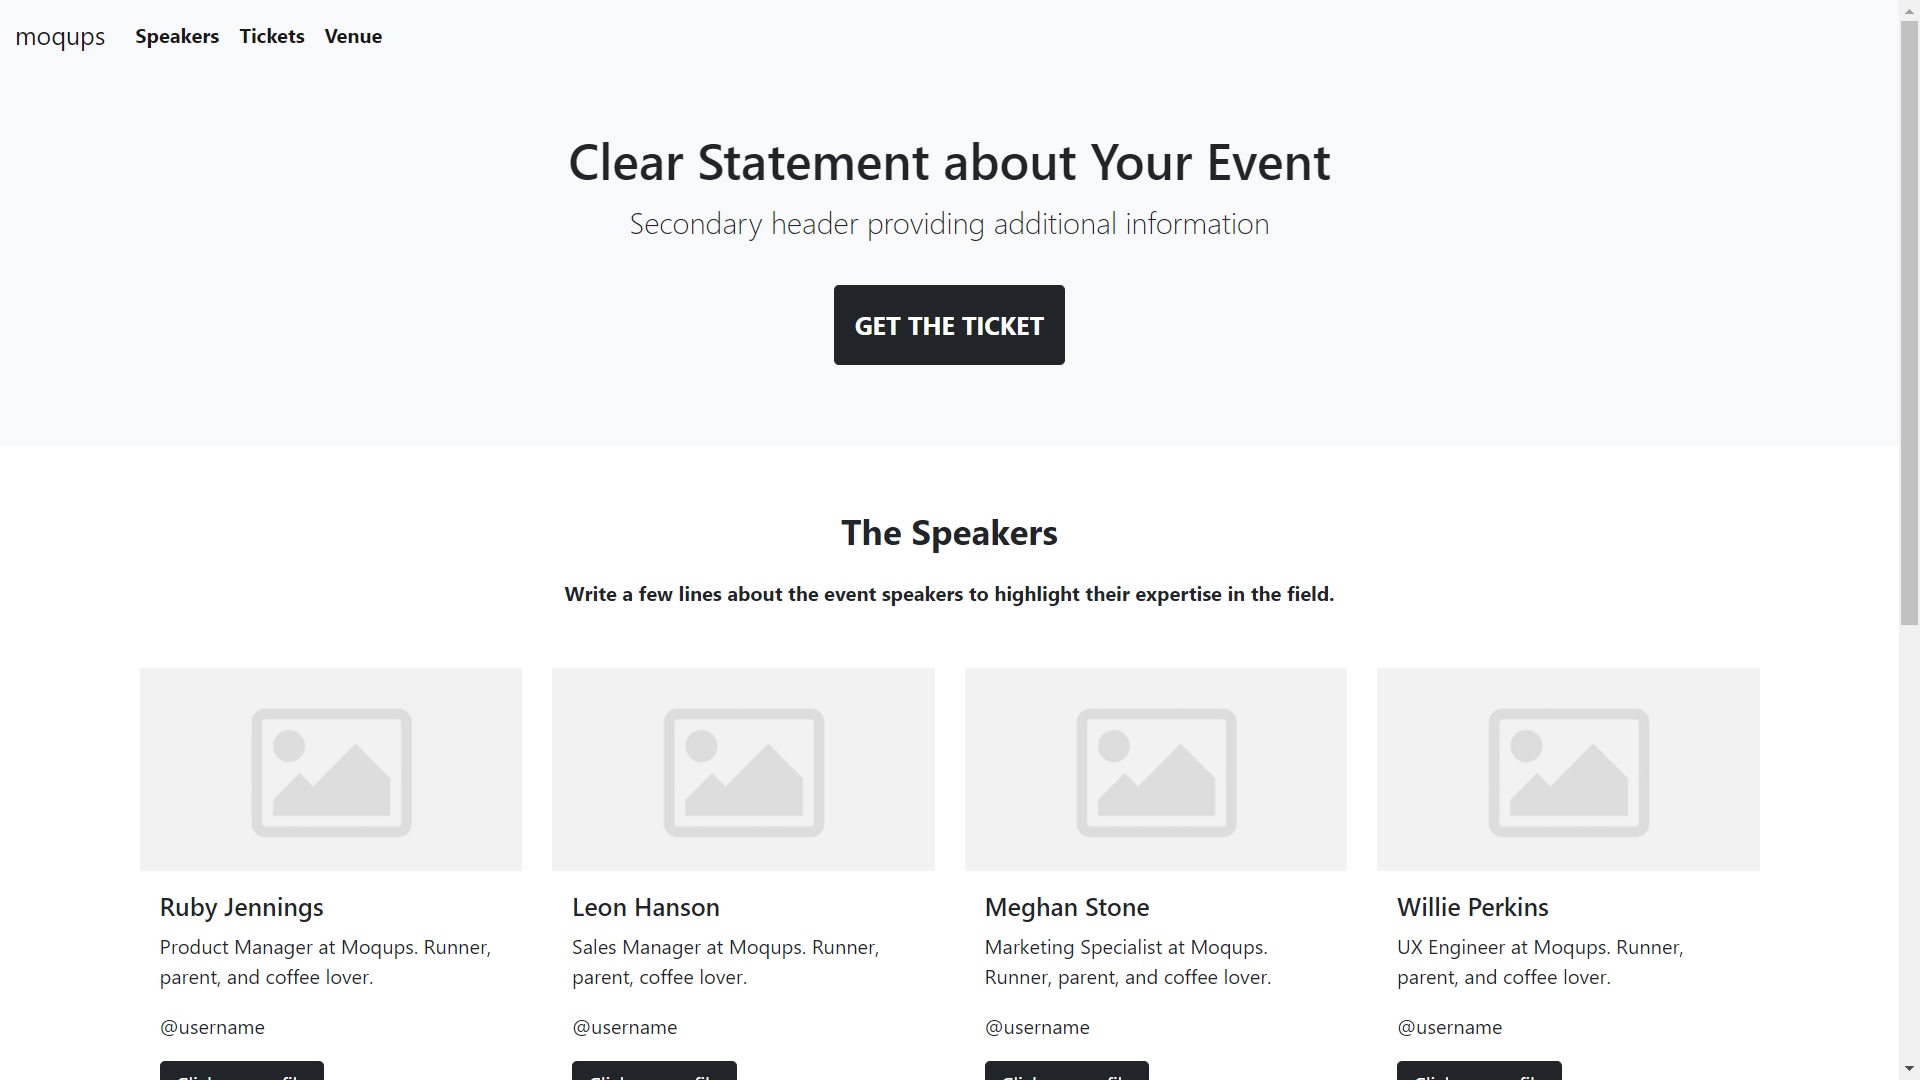 moqups Speakers Tickets Venue
Clear Statement about Your Event
Secondary header providing additional information
GET THE TICKET
The Speakers
Write a few lines about the event speakers to highlight their expertise in the field.
Ruby Jennings
Product Manager at Moqups. Runner,
parent, and coffee lover.
@username
Leon Hanson
Sales Manager at Moqups. Runner,
parent, coffee lover.
@username
Meghan Stone
Marketing Specialist at Moqups.
Runner, parent, and coffee lover.
@username
Willie Perkins
UX Engineer at Moqups. Runner,
parent, and coffee lover.
@username